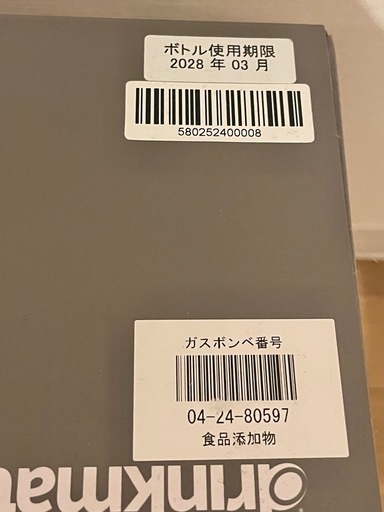 ボトル使用期限
2028 年 03 月
580252400008
ガスボンベ番号
04-24-80597
食品添加物
drinkmat